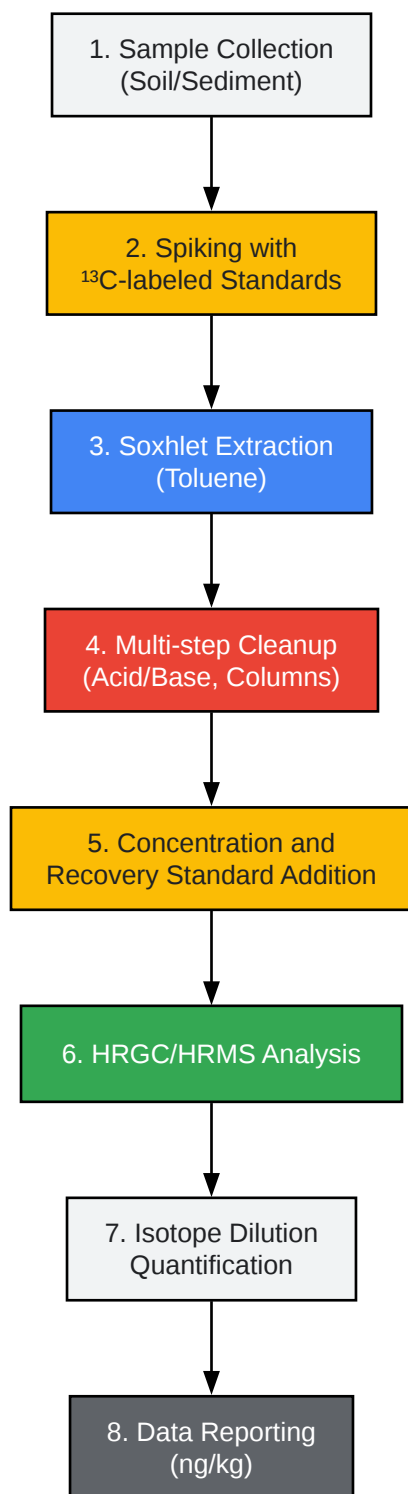 1. Sample Collection
(Soil/Sediment)
2. Spiking with
¹³C-labeled Standards
3. Soxhlet Extraction
(Toluene)
4. Multi-step Cleanup
(Acid/Base, Columns)
5. Concentration and
Recovery Standard Addition
6. HRGC/HRMS Analysis
7. Isotope Dilution
Quantification
8. Data Reporting
(ng/kg)